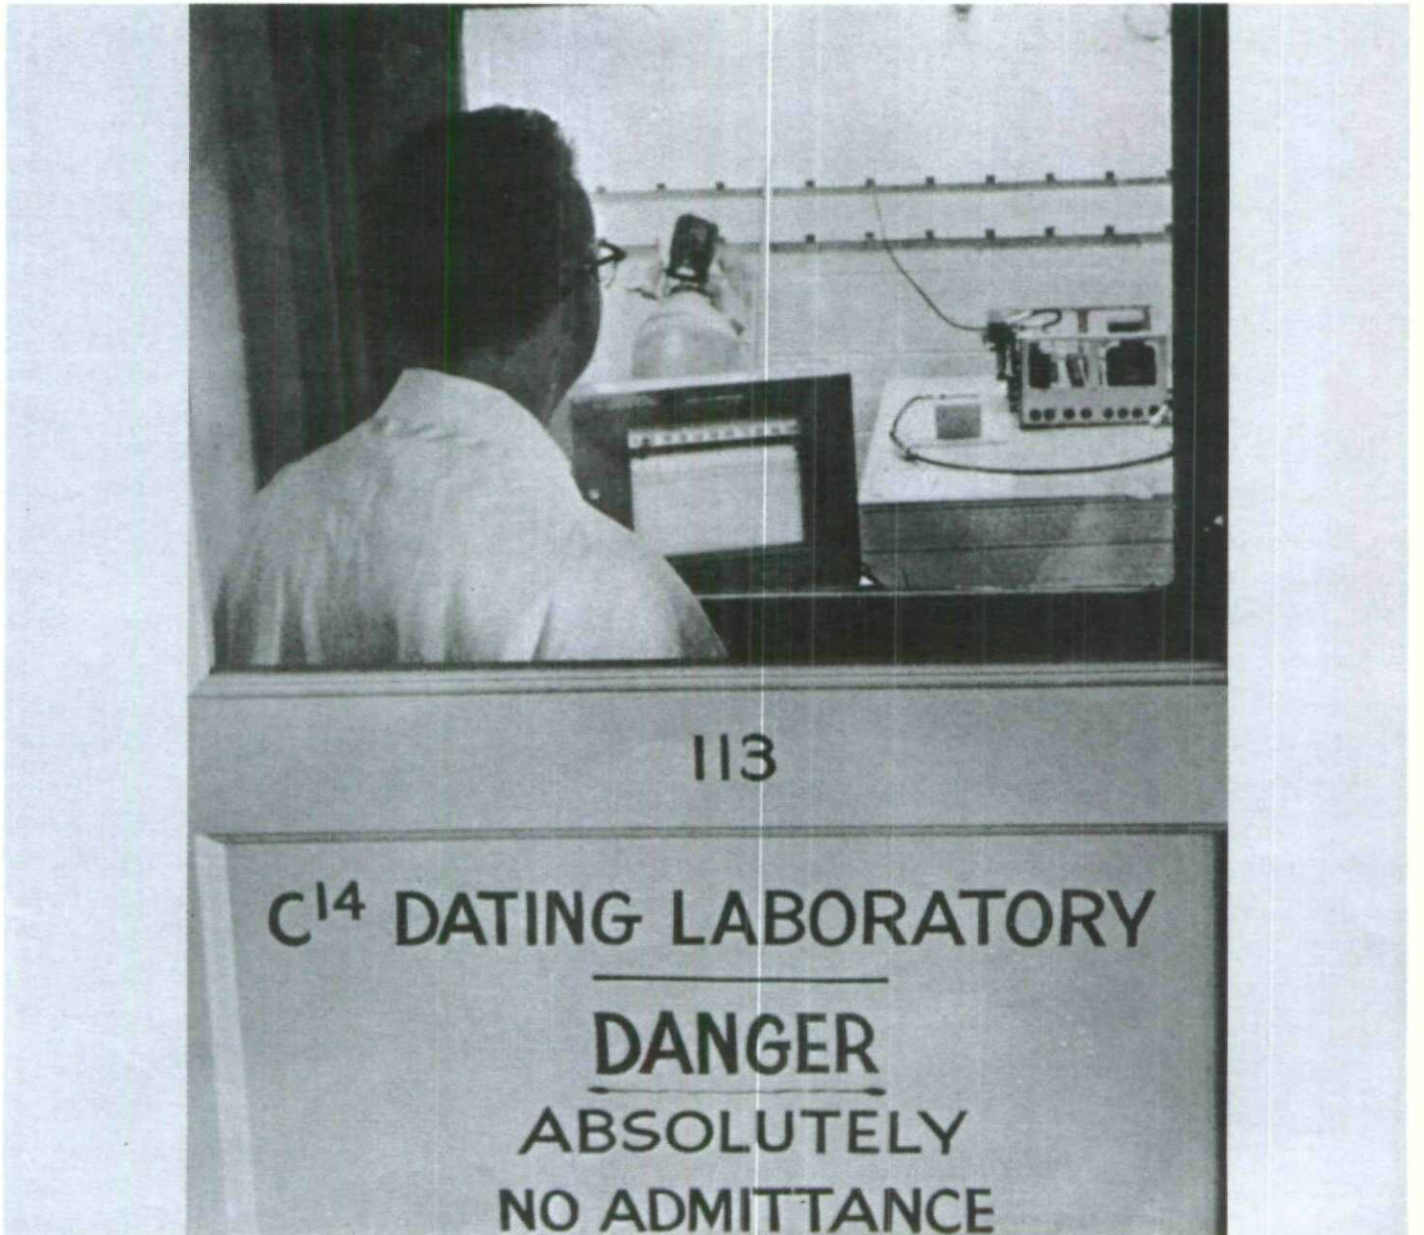 113
C¹⁴ DATING LABORATORY
DANGER
ABSOLUTELY
NO ADMITTANCE